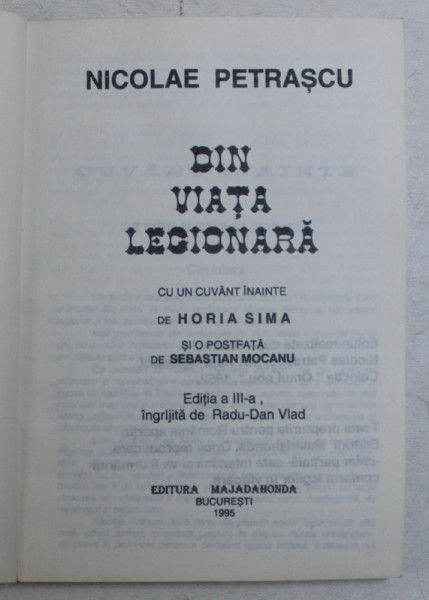 NICOLAE PETRAȘCU
DIN
VIAȚA
LEGIONARĂ
CU UN CUVÂNT ÎNAINTE
DE HORIA SIMA
ȘI O POSTFAȚĂ
DE SEBASTIAN MOCANU
Ediția a III-a ,
îngrijită de Radu-Dan Vlad
EDITURA MAJADAHONDA
BUCUREȘTI
1995